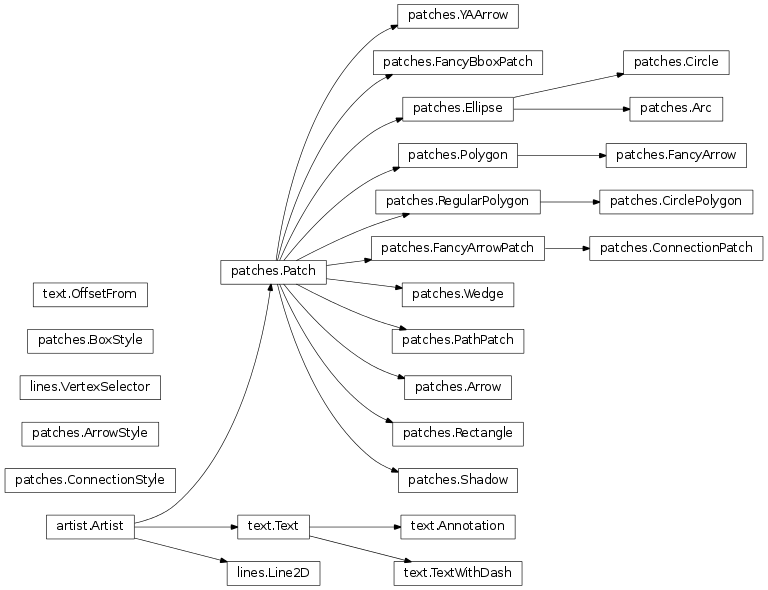 patches.YAArrow
patches.FancyBboxPatch
patches.Circle
patches.Ellipse
patches.Arc
patches.Polygon
patches.FancyArrow
patches.RegularPolygon
patches.CirclePolygon
patches.FancyArrowPatch
patches.ConnectionPatch
patches.Patch
text.OffsetFrom
patches.Wedge
patches.BoxStyle
patches.PathPatch
lines.VertexSelector
patches.Arrow
patches.ArrowStyle
patches.Rectangle
patches.ConnectionStyle
patches.Shadow
artist.Artist
text.Text
text.Annotation
lines.Line2D
text.TextWithDash